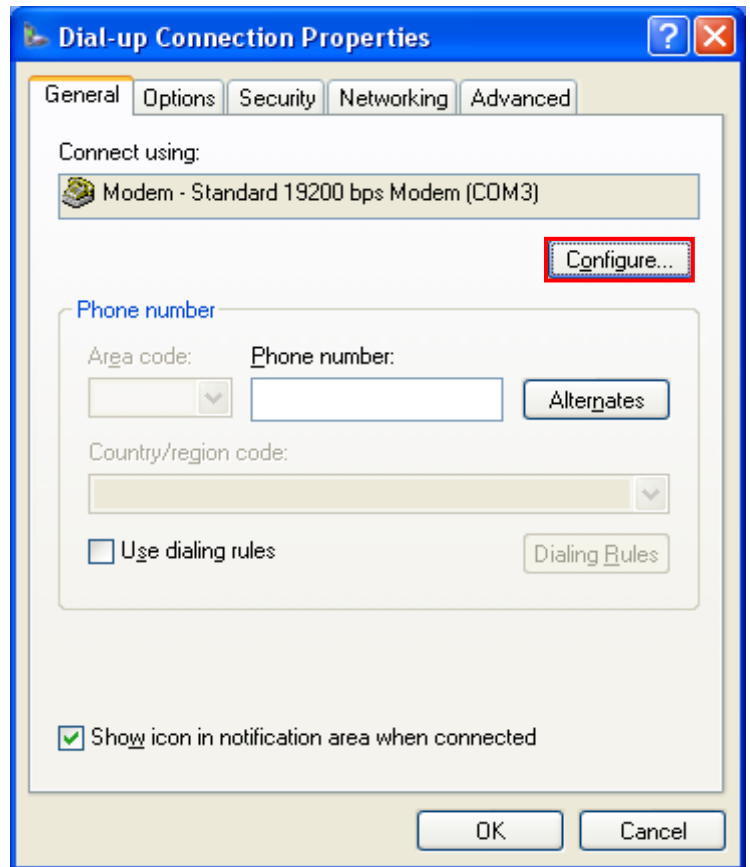 Dial-up Connection Properties
General Options Security Networking Advanced
Connect using:
Modem - Standard 19200 bps Modem (COM3)
Configure...
Phone number
Area code: Phone number:
Alternates
Country/region code:
Use dialing rules Dialing Rules
Show icon in notification area when connected
OK Cancel